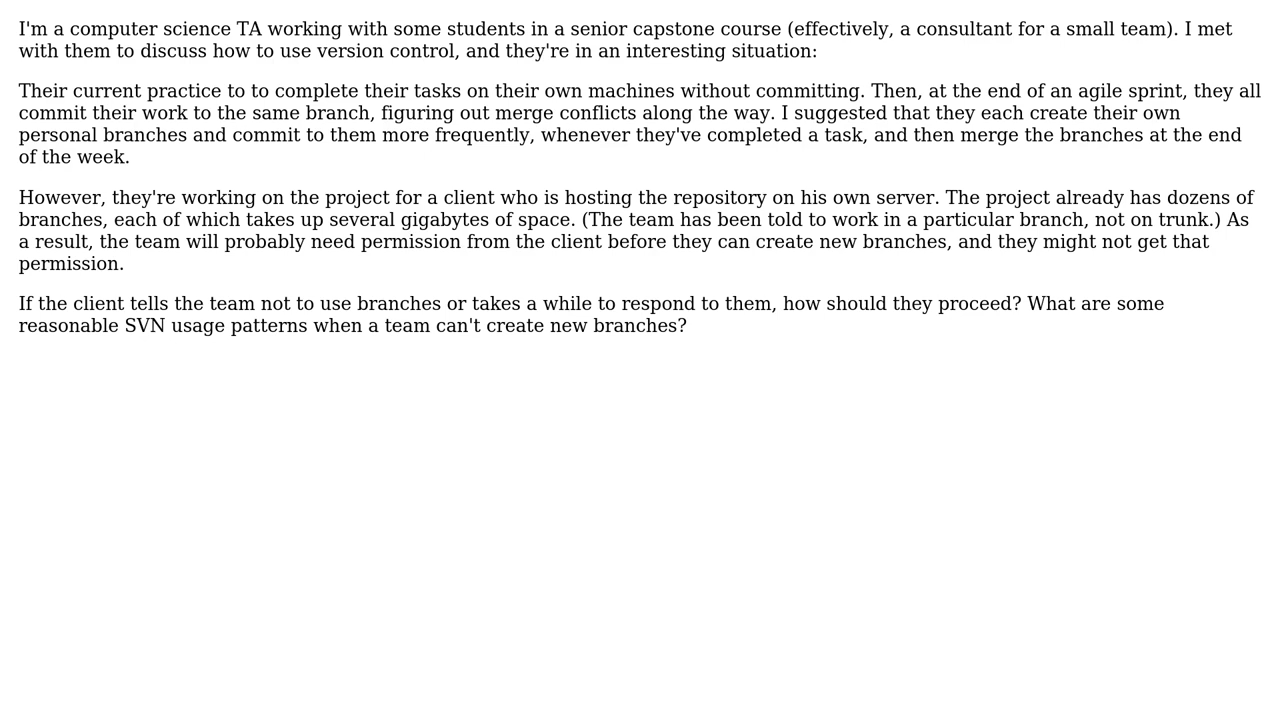 I'm a computer science TA working with some students in a senior capstone course (effectively, a consultant for a small team). I met
with them to discuss how to use version control, and they're in an interesting situation:
Their current practice to to complete their tasks on their own machines without committing. Then, at the end of an agile sprint, they all
commit their work to the same branch, figuring out merge conflicts along the way. I suggested that they each create their own
personal branches and commit to them more frequently, whenever they've completed a task, and then merge the branches at the end
of the week.
However, they're working on the project for a client who is hosting the repository on his own server. The project already has dozens of
branches, each of which takes up several gigabytes of space. (The team has been told to work in a particular branch, not on trunk.) As
a result, the team will probably need permission from the client before they can create new branches, and they might not get that
permission.
If the client tells the team not to use branches or takes a while to respond to them, how should they proceed? What are some
reasonable SVN usage patterns when a team can't create new branches?